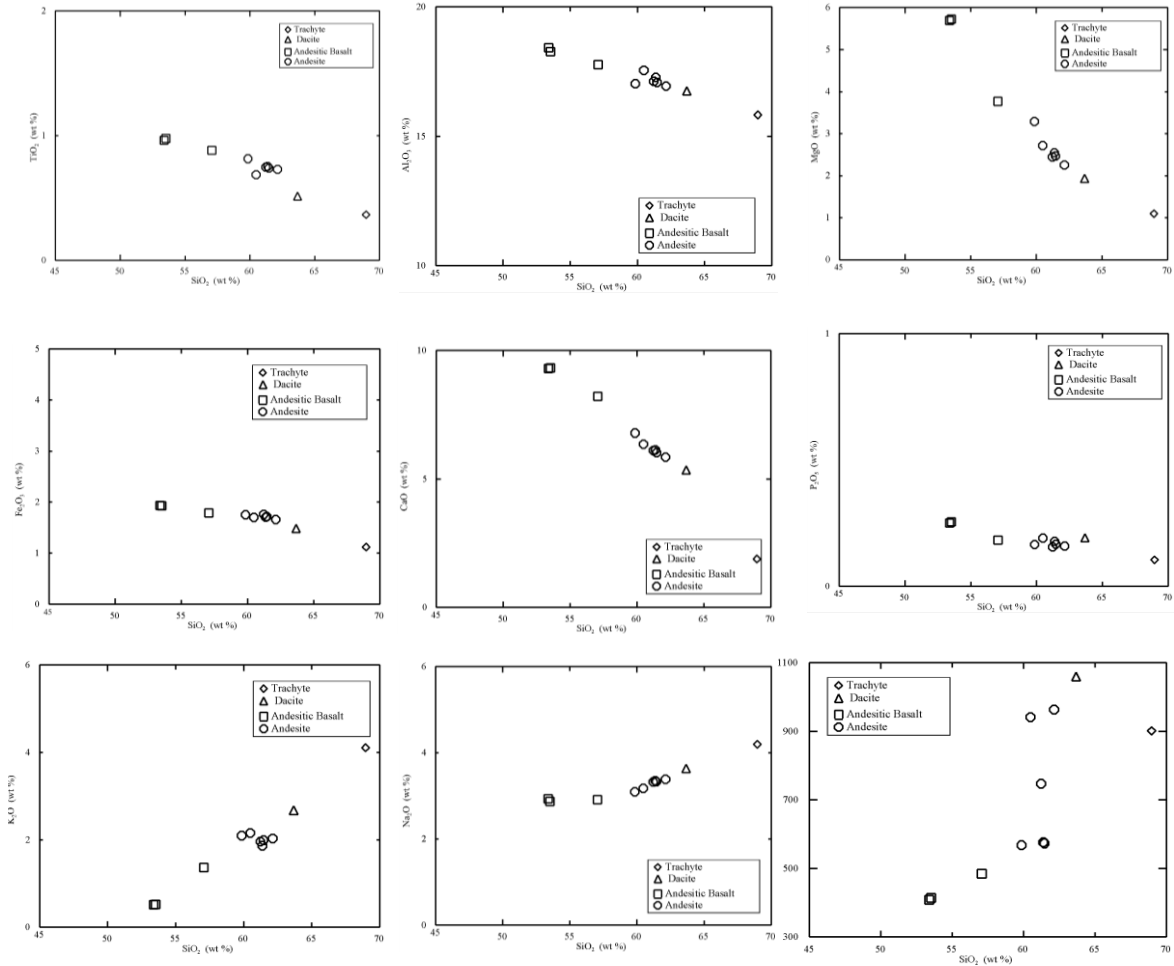 2
1
0
TiO₂ (wt %)
Trachyte
Dacite
Andesitic Basalt
Andesite
45 50 55 60 65 70
SiO₂ (wt %)
20
15
10
Al₂O₃ (wt %)
Trachyte
Dacite
Andesitic Basalt
Andesite
45 50 55 60 65 70
SiO₂ (wt %)
6
5
4
3
2
1
0
MgO (wt %)
Trachyte
Dacite
Andesitic Basalt
Andesite
45 50 55 60 65 70
SiO₂ (wt %)
5
4
3
2
1
0
Fe₂O₃ (wt %)
Trachyte
Dacite
Andesitic Basalt
Andesite
45 50 55 60 65 70
SiO₂ (wt %)
10
5
0
CaO (wt %)
Trachyte
Dacite
Andesitic Basalt
Andesite
45 50 55 60 65 70
SiO₂ (wt %)
1
0
P₂O₅ (wt %)
Trachyte
Dacite
Andesitic Basalt
Andesite
45 50 55 60 65 70
SiO₂ (wt %)
6
4
2
0
K₂O (wt %)
Trachyte
Dacite
Andesitic Basalt
Andesite
45 50 55 60 65 70
SiO₂ (wt %)
6
4
2
0
Na₂O (wt %)
Trachyte
Dacite
Andesitic Basalt
Andesite
45 50 55 60 65 70
SiO₂ (wt %)
1100
900
700
500
300
Trachyte
Dacite
Andesitic Basalt
Andesite
45 50 55 60 65 70
SiO₂ (wt %)